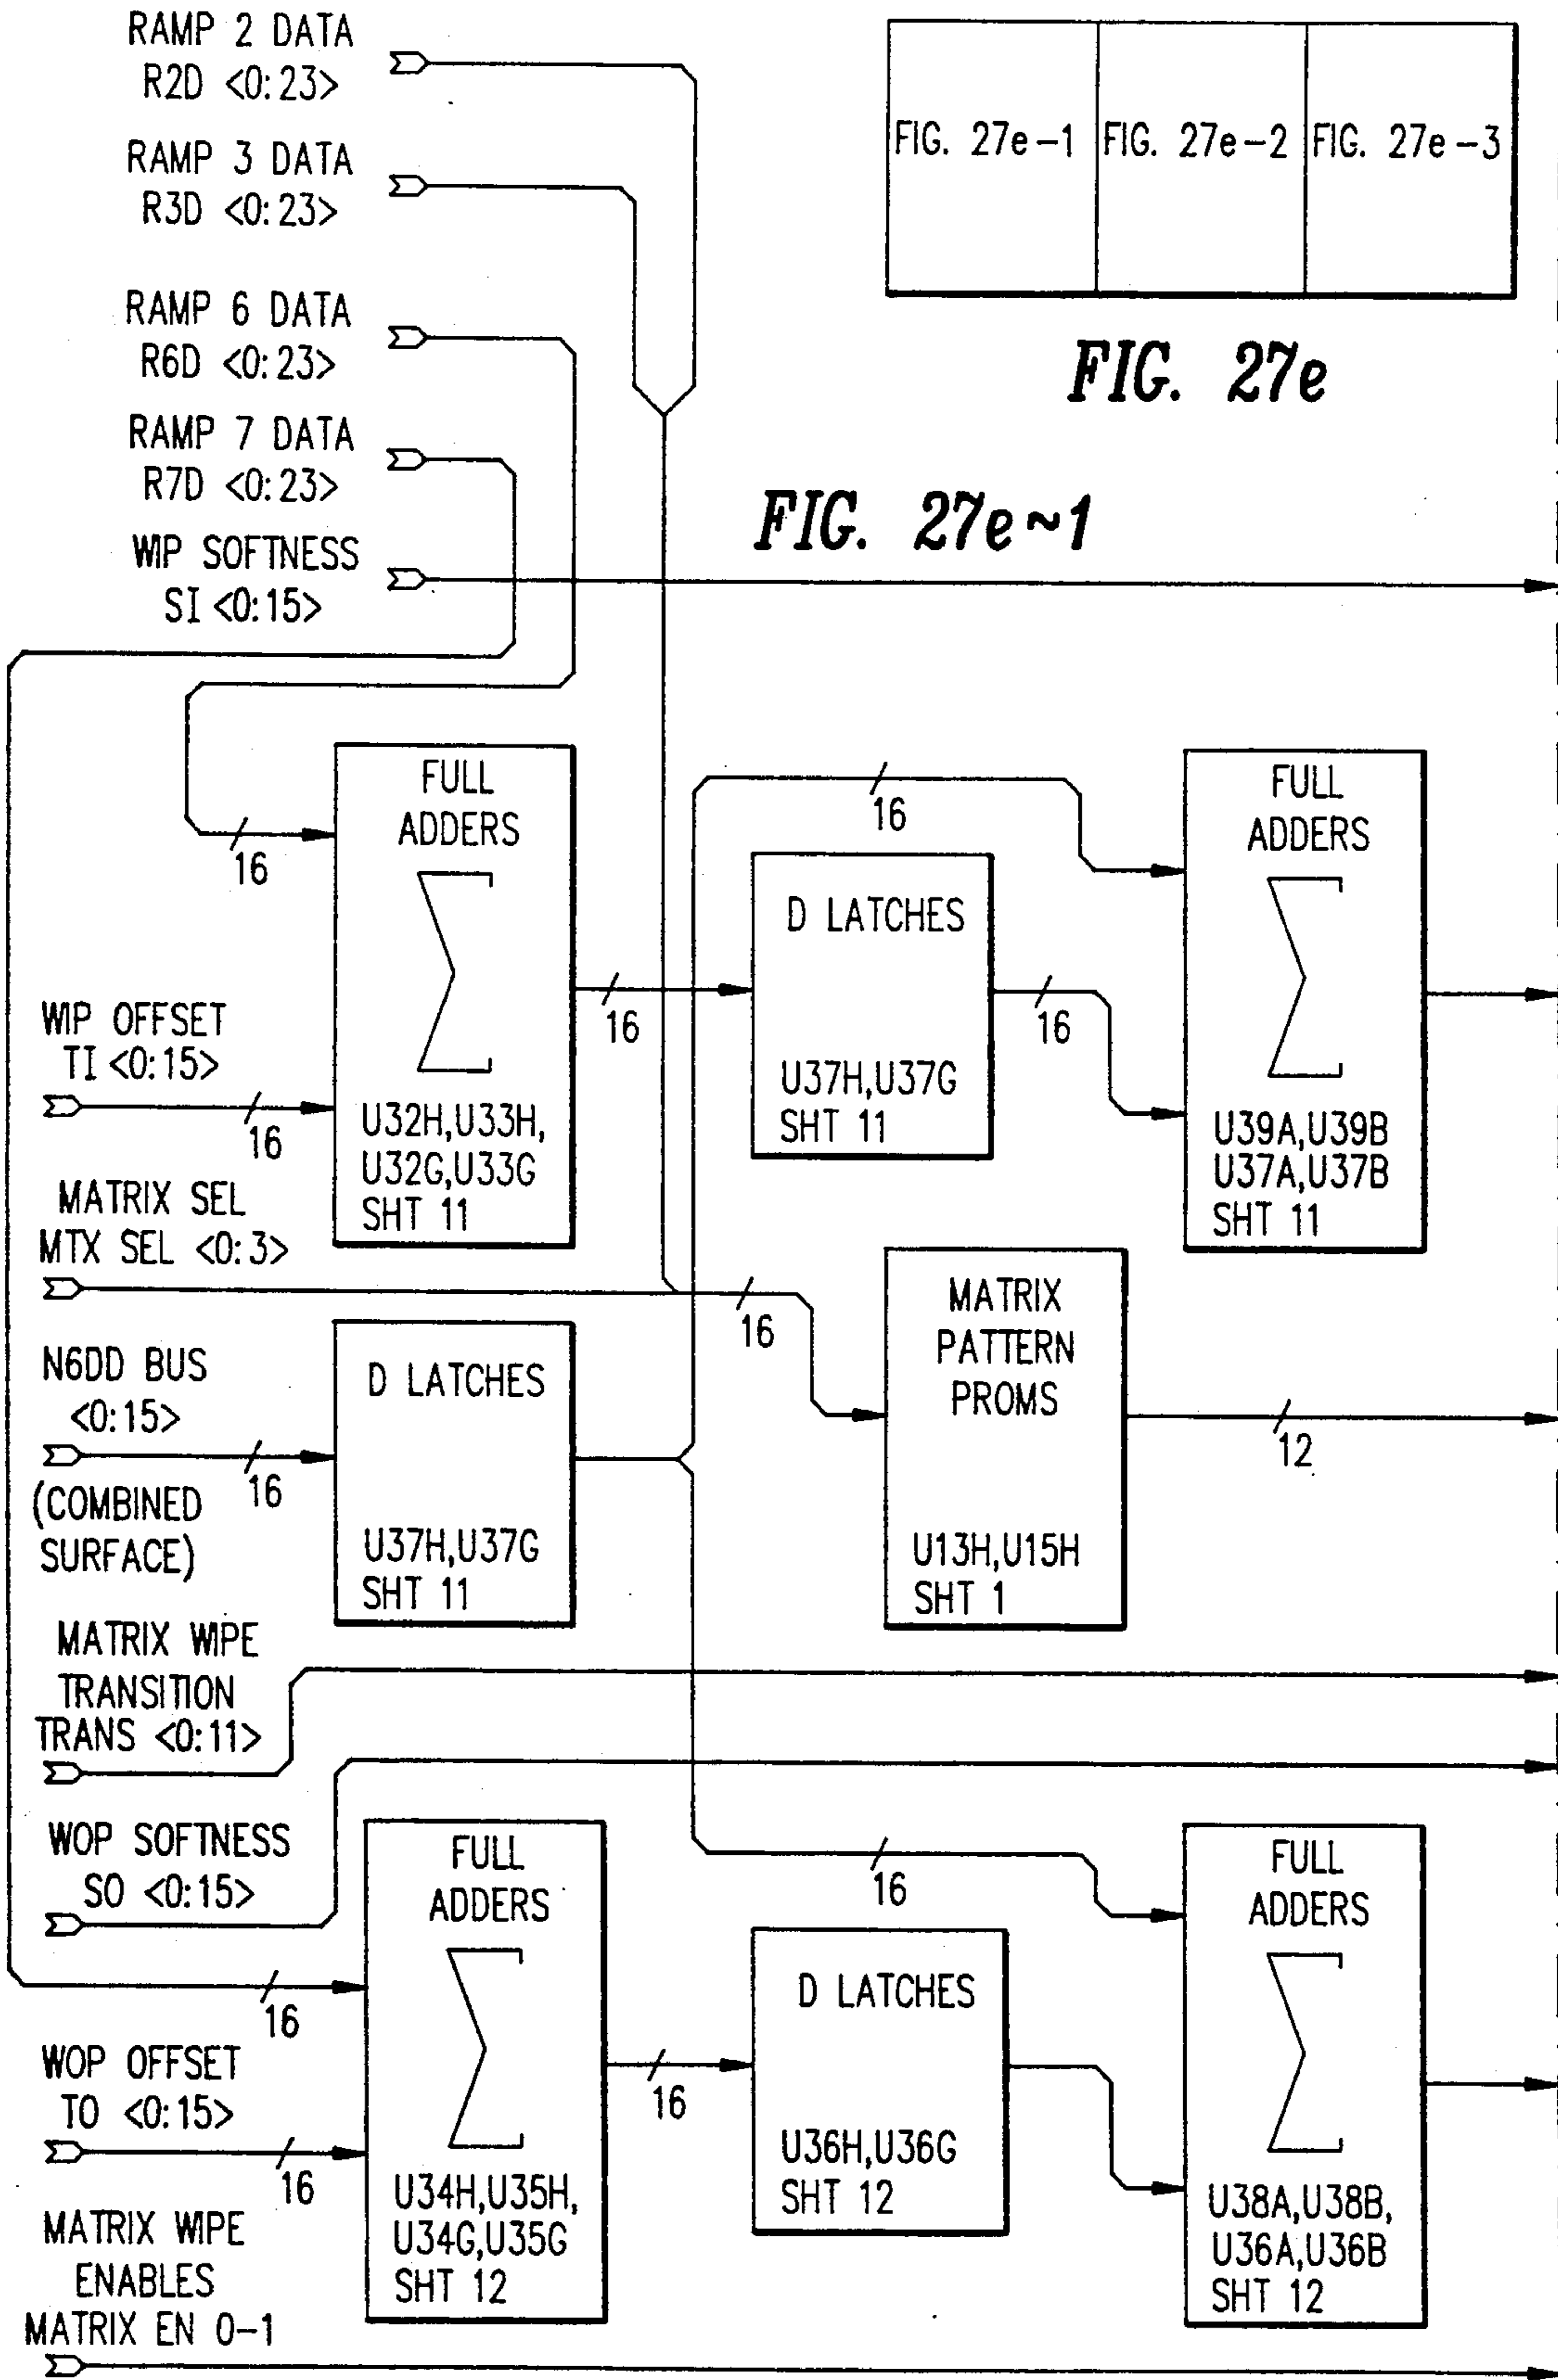 RAMP 2 DATA
R2D <0:23>
RAMP 3 DATA
R3D <0:23>
RAMP 6 DATA
R6D <0:23>
RAMP 7 DATA
R7D <0:23>
WIP SOFTNESS
SI <0:15>
FIG. 27e-1
FIG. 27e-2
FIG. 27e-3
FIG. 27e
FIG. 27e~1
16
FULL
ADDERS
U32H,U33H,
U32G,U33G
SHT 11
WIP OFFSET
TI <0:15>
16
16
D LATCHES
U37H,U37G
SHT 11
16
16
FULL
ADDERS
U39A,U39B
U37A,U37B
SHT 11
MATRIX SEL
MTX SEL <0:3>
16
MATRIX
PATTERN
PROMS
U13H,U15H
SHT 1
12
N6DD BUS
<0:15>
(COMBINED
SURFACE)
16
D LATCHES
U37H,U37G
SHT 11
MATRIX WIPE
TRANSITION
TRANS <0:11>
WOP SOFTNESS
SO <0:15>
16
FULL
ADDERS
U34H,U35H,
U34G,U35G
SHT 12
WOP OFFSET
TO <0:15>
16
16
D LATCHES
U36H,U36G
SHT 12
16
FULL
ADDERS
U38A,U38B,
U36A,U36B
SHT 12
MATRIX WIPE
ENABLES
MATRIX EN 0-1